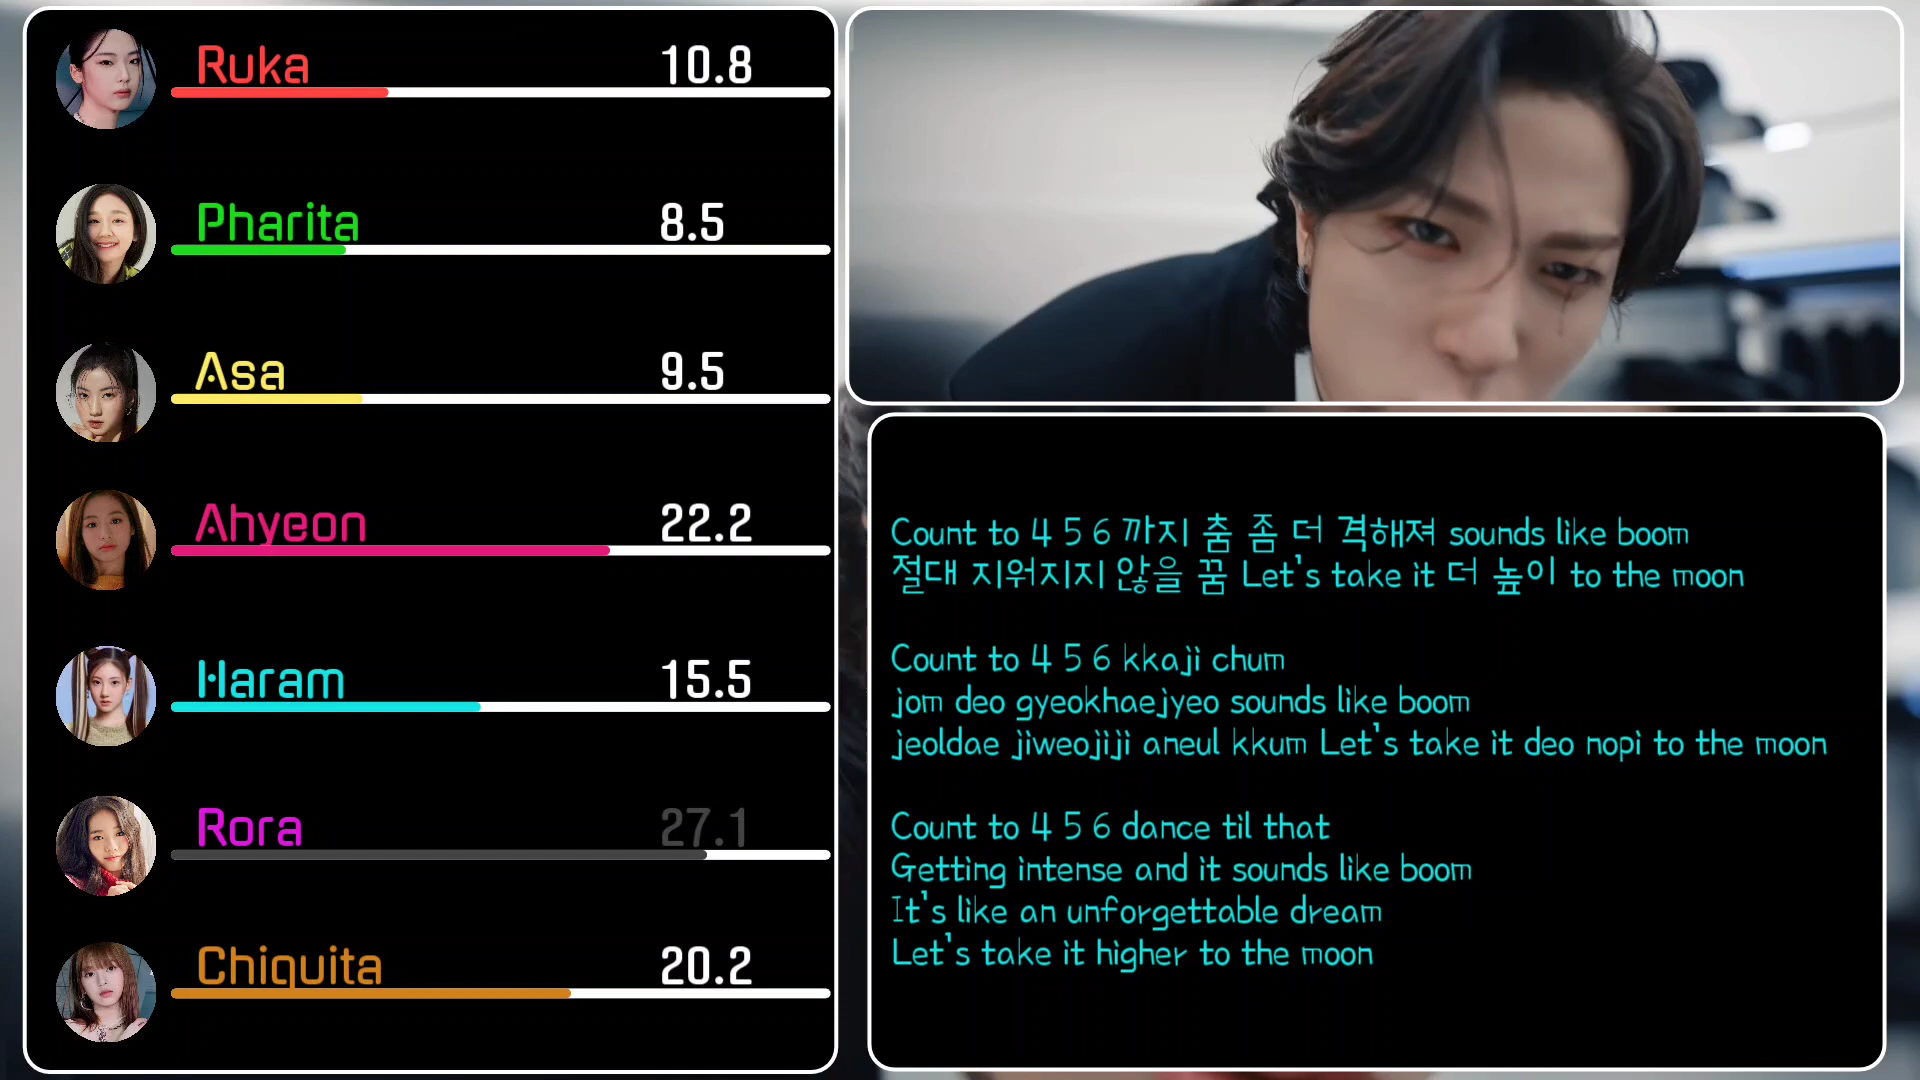 Ruka 10.8
Pharita 8.5
Asa 9.5
Ahyeon 22.2
Haram 15.5
Rora 27.1
Chiquita 20.2
Count to 4 5 6 까지 춤 좀 더 격해져 sounds like boom
절대 지워지지 않을 꿈 Let's take it 더 높이 to the moon
Count to 4 5 6 kkaji chum
jom deo gyeokhaejyeo sounds like boom
jeoldae jiweojiji aneul kkum Let's take it deo nopi to the moon
Count to 4 5 6 dance til that
Getting intense and it sounds like boom
It's like an unforgettable dream
Let's take it higher to the moon